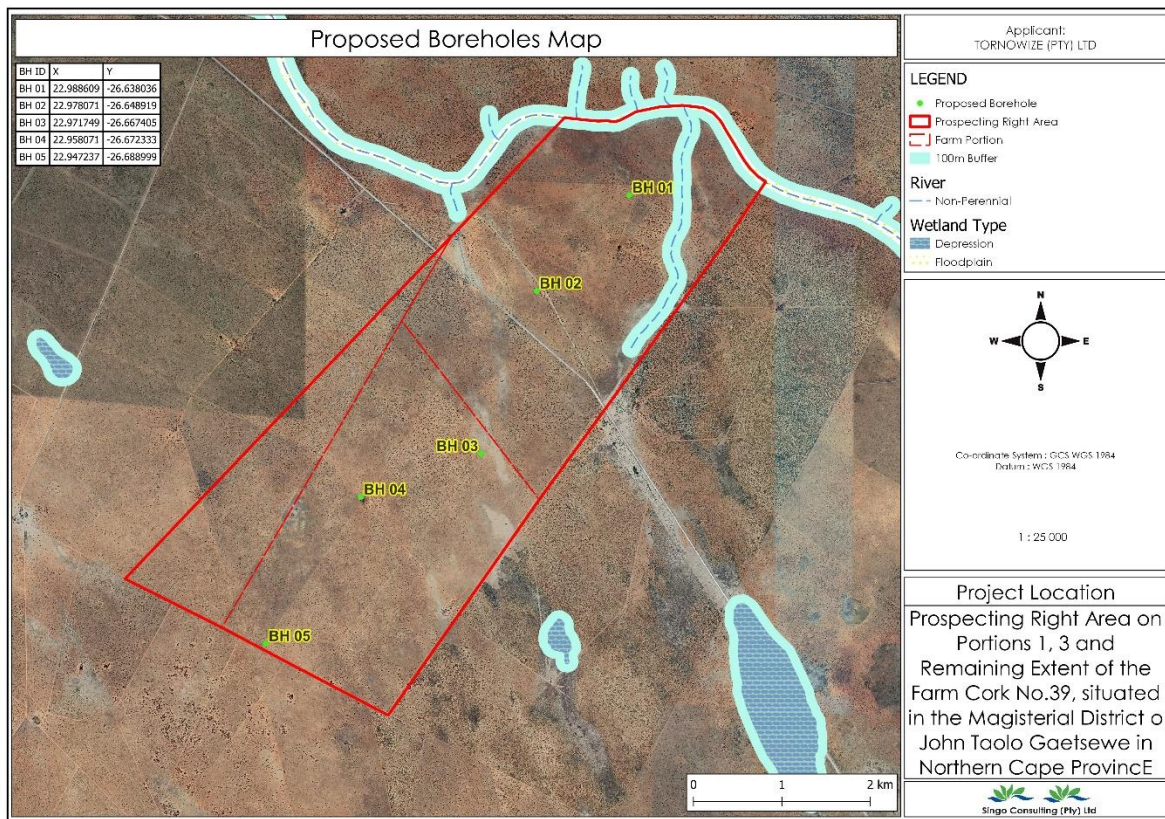 Proposed Boreholes Map
BH ID X Y
BH 01 22.988609 -26.638036
BH 02 22.978071 -26.648919
BH 03 22.971749 -26.667405
BH 04 22.958071 -26.672333
BH 05 22.947237 -26.688999
BH 01
BH 02
BH 03
BH 04
BH 05
0 1 2 km
Applicant:
TORNOWIZE (PTY) LTD
LEGEND
Proposed Borehole
Prospecting Right Area
Farm Portion
100m Buffer
River
Non-Perennial
Wetland Type
Depression
Floodplain
N
W E
S
Co-ordinate System : GCS WGS 1984
Datum : WGS 1984
1 : 25 000
Project Location
Prospecting Right Area on
Portions 1, 3 and
Remaining Extent of the
Farm Cork No.39, situated
in the Magisterial District o
John Taolo Gaetsewe in
Northern Cape ProvincE
Singo Consulting (Pty) Ltd